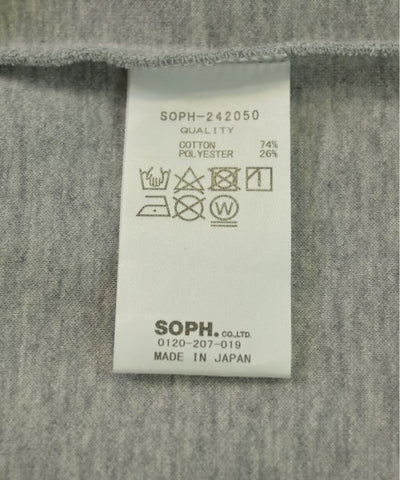 SOPH-242050
QUALITY
COTTON 74%
POLYESTER 26%
SOPH. CO.,LTD.
0120-207-019
MADE IN JAPAN